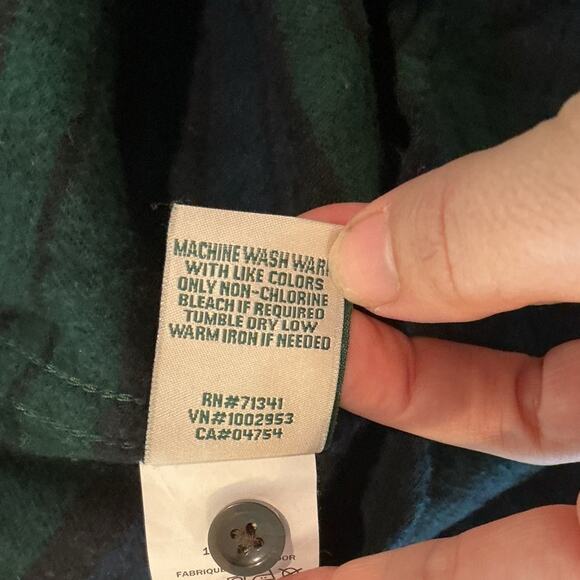 MACHINE WASH WAR
WITH LIKE COLORS
ONLY NON-CHLORINE
BLEACH IF REQUIRED
TUMBLE DRY LOW
WARM IRON IF NEEDED
RN#71341
VN#1002953
CA#04754